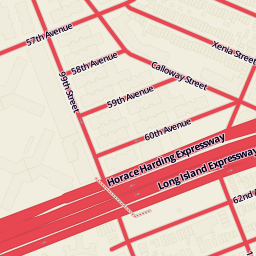 57th Avenue
Xenia Street
58th Avenue
Calloway Street
99th Street
59th Avenue
60th Avenue
Horace Harding Expressway
Long Island Expressway
62nd A